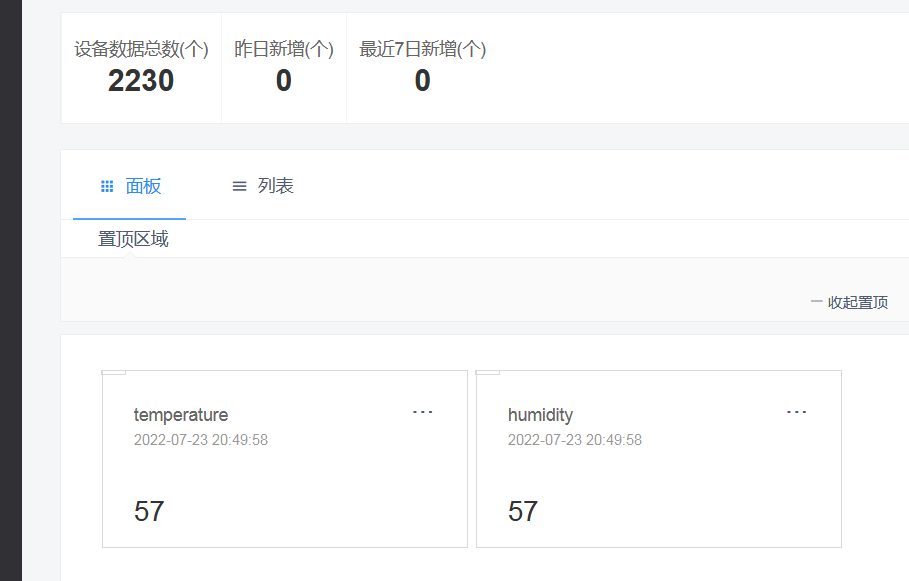 设备数据总数(个) 昨日新增(个) 最近7日新增(个)
2230 0 0
面板 列表
置顶区域
收起置顶
temperature ··· humidity ···
2022-07-23 20:49:58 2022-07-23 20:49:58
57 57